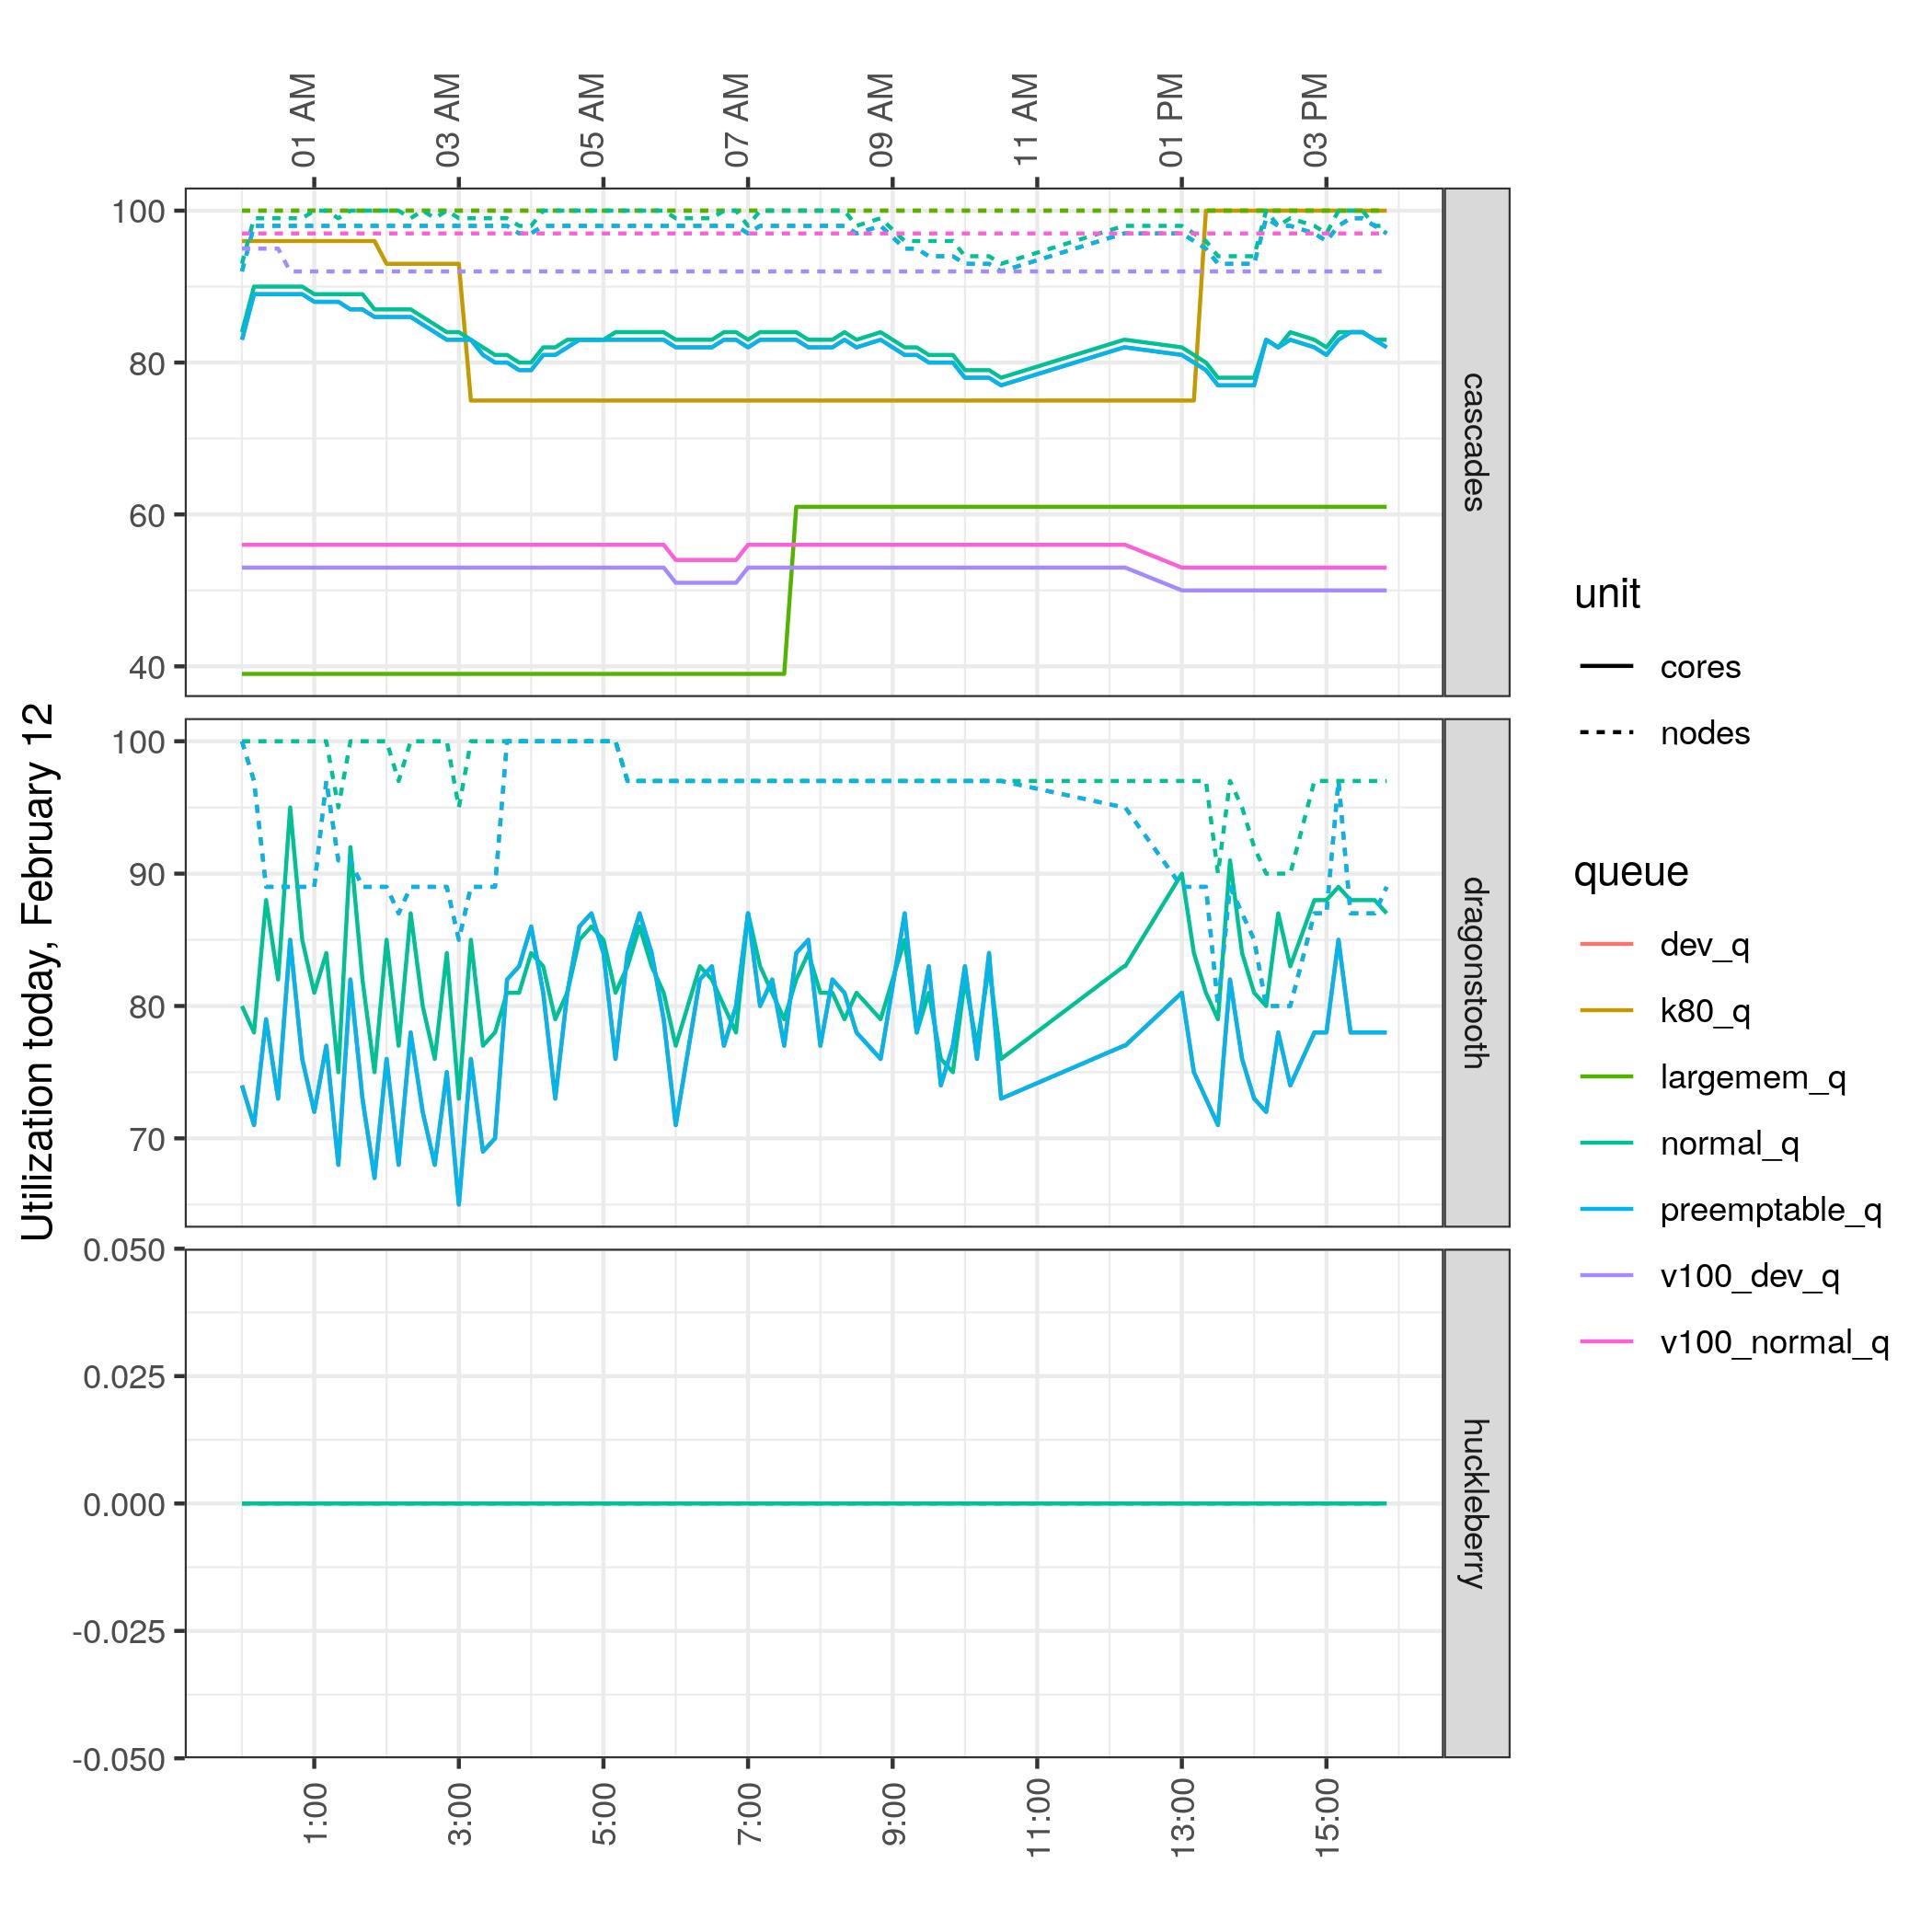 01 AM
03 AM
05 AM
07 AM
09 AM
11 AM
01 PM
03 PM
Utilization today, February 12
100
80
60
40
cascades
100
90
80
70
dragonstooth
0.050
0.025
0.000
-0.025
-0.050
huckleberry
1:00
3:00
5:00
7:00
9:00
11:00
13:00
15:00
unit
cores
nodes
queue
dev_q
k80_q
largemem_q
normal_q
preemptable_q
v100_dev_q
v100_normal_q